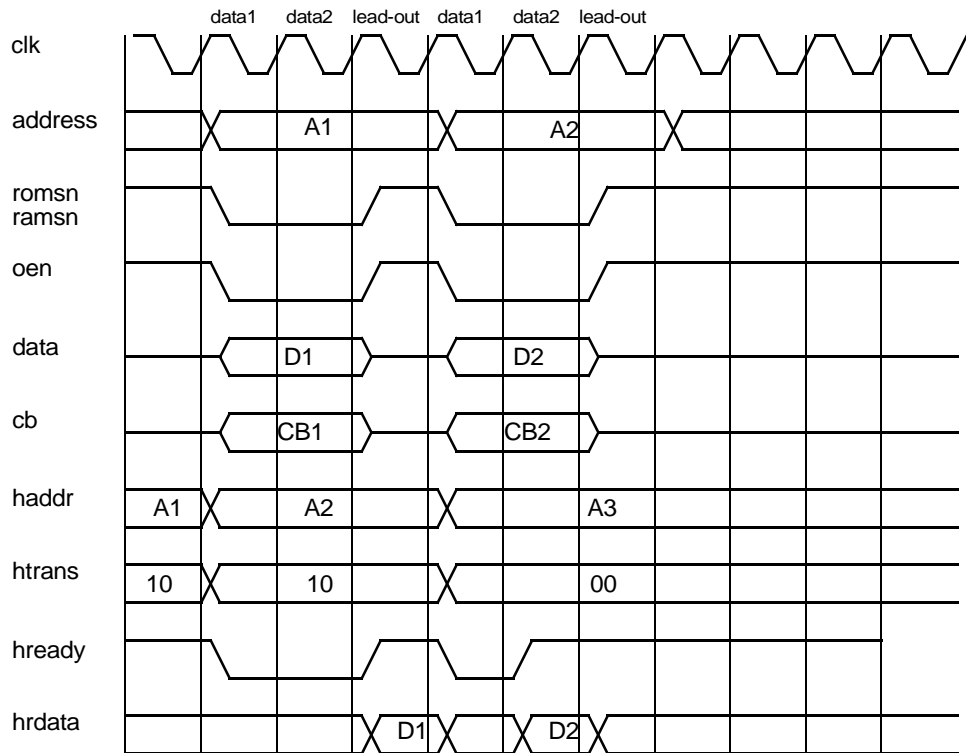 data1 data2 lead-out data1 data2 lead-out
clk
address A1 A2
romsn
ramsn
oen
data D1 D2
cb CB1 CB2
haddr A1 A2 A3
htrans 10 10 00
hready
hrdata D1 D2